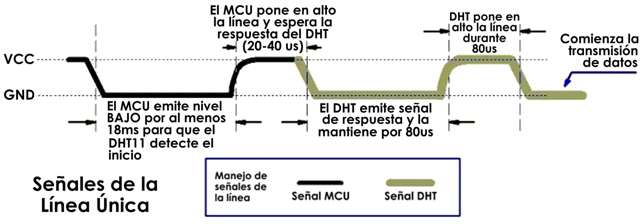 El MCU pone en alto
la línea y espera la
respuesta del DHT
(20-40 us)
DHT pone en
alto la línea
durante
80us
Comienza la
transmisión
de datos
VCC
GND
El MCU emite nivel
BAJO por al menos
18ms para que el
DHT11 detecte el
inicio
El DHT emite señal
de respuesta y la
mantiene por 80us
Señales de la
Línea Única
Manejo de
señales de
la línea
Señal MCU
Señal DHT